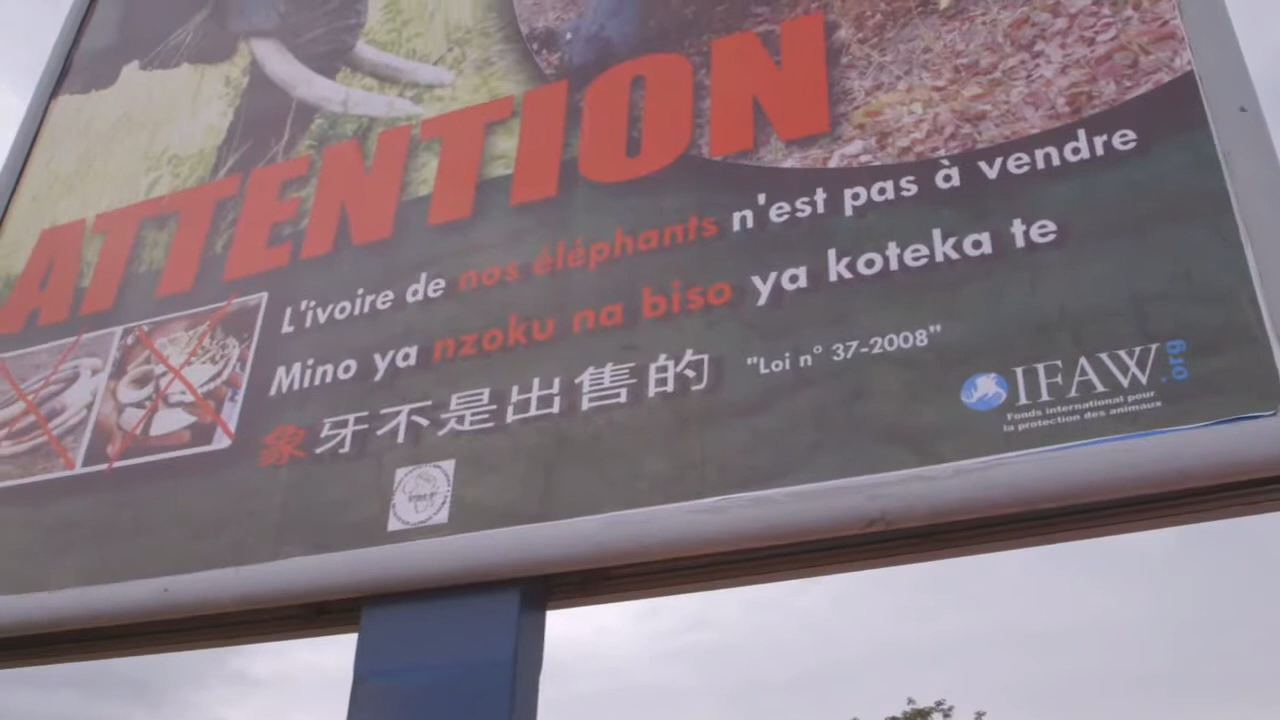 ATTENTION
L'ivoire de nos éléphants n'est pas à vendre
Mino ya nzoku na biso ya koteka te
象牙不是出售的 "Loi n° 37-2008"
IFAW.org
Fonds international pour
la protection des animaux